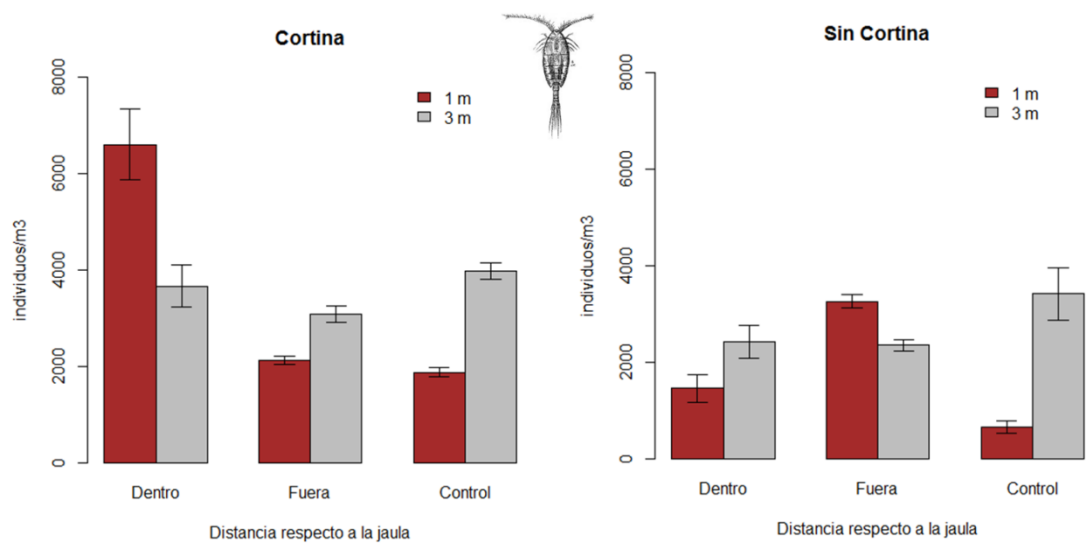 Cortina
individuos/m3
8000
6000
4000
2000
0
1 m
3 m
Dentro
Fuera
Control
Distancia respecto a la jaula
Sin Cortina
individuos/m3
8000
6000
4000
2000
0
1 m
3 m
Dentro
Fuera
Control
Distancia respecto a la jaula